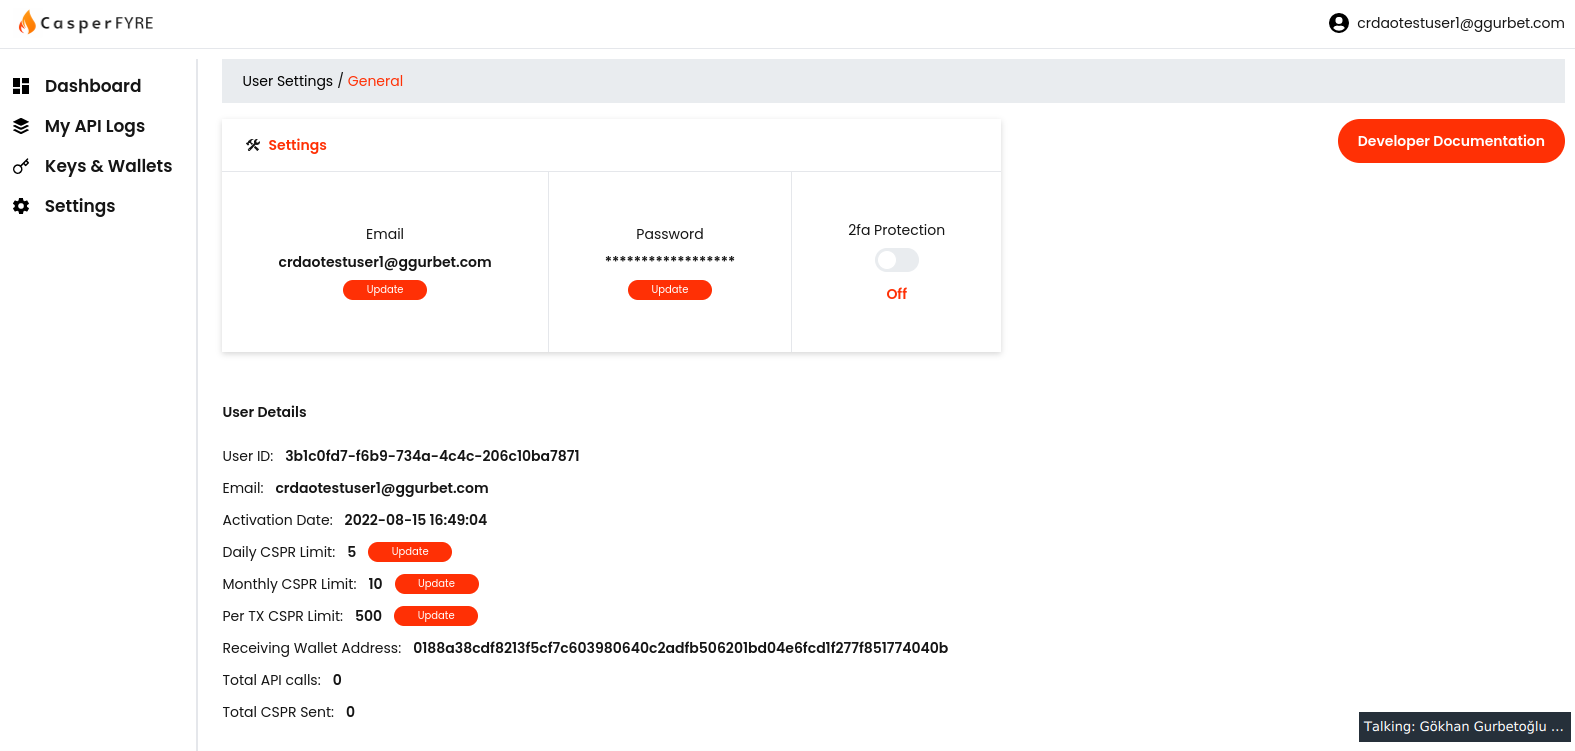 CasperFYRE
crdaotestuser1@ggurbet.com
Dashboard
My API Logs
Keys & Wallets
Settings
User Settings / General
Developer Documentation
Settings
Email
crdaotestuser1@ggurbet.com
Update
Password
******************
Update
2fa Protection
Off
User Details
User ID: 3b1c0fd7-f6b9-734a-4c4c-206c10ba7871
Email: crdaotestuser1@ggurbet.com
Activation Date: 2022-08-15 16:49:04
Daily CSPR Limit: 5 Update
Monthly CSPR Limit: 10 Update
Per TX CSPR Limit: 500 Update
Receiving Wallet Address: 0188a38cdf8213f5cf7c603980640c2adfb506201bd04e6fcd1f277f851774040b
Total API calls: 0
Total CSPR Sent: 0
Talking: Gökhan Gurbetoğlu ...